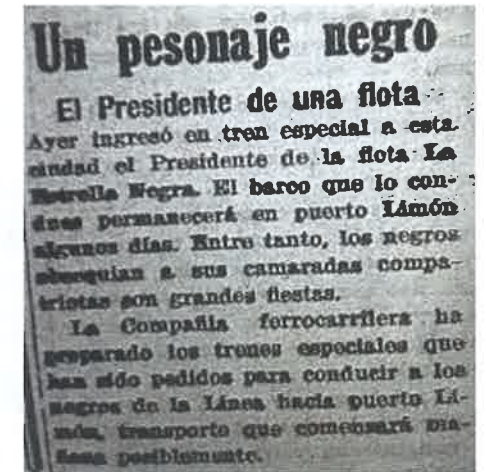 Un pesonaje negro
El Presidente de una flota
Ayer ingresó en tren especial a esta
ciudad el Presidente de la flota La
Estrella Negra. El barco que lo con-
duce permanecerá en puerto Limón
algunos días. Entre tanto, los negros
obsequian a sus camaradas compa-
triotas con grandes fiestas.
La Compañía ferrocarrilera ha
preparado los trenes especiales que
han sido pedidos para conducir a los
negros de la Línea hacia puerto Li-
món, transporte que comenzará ma-
ñana posiblemente.